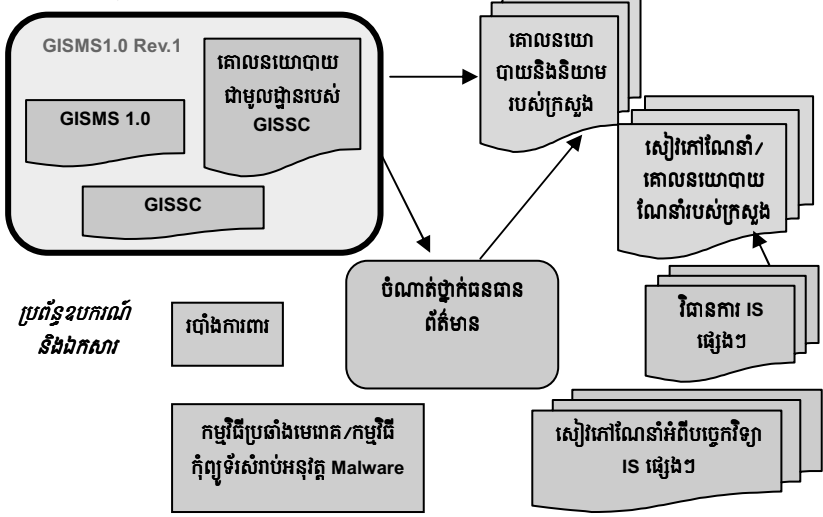 GISMS1.0 Rev.1
គោលនយោបាយ
ជាមូលដ្ឋានរបស់
GISSC
GISMS 1.0
GISSC
គោលនយោ
បាយនិងនិយាម
របស់ក្រសួង
សៀវភៅណែនាំ/
គោលនយោបាយ
ណែនាំរបស់ក្រសួង
ចំណាត់ថ្នាក់ធនធាន
ព័ត៌មាន
វិធានការ IS
ផ្សេងៗ
ប្រព័ន្ធឧបករណ៍
និងឯកសារ
របាំងការពារ
កម្មវិធីប្រឆាំងមេរោគ/កម្មវិធី
កុំព្យូទ័រសំរាប់អនុវត្ត Malware
សៀវភៅណែនាំអំពីបច្ចេកវិទ្យា
IS ផ្សេងៗ